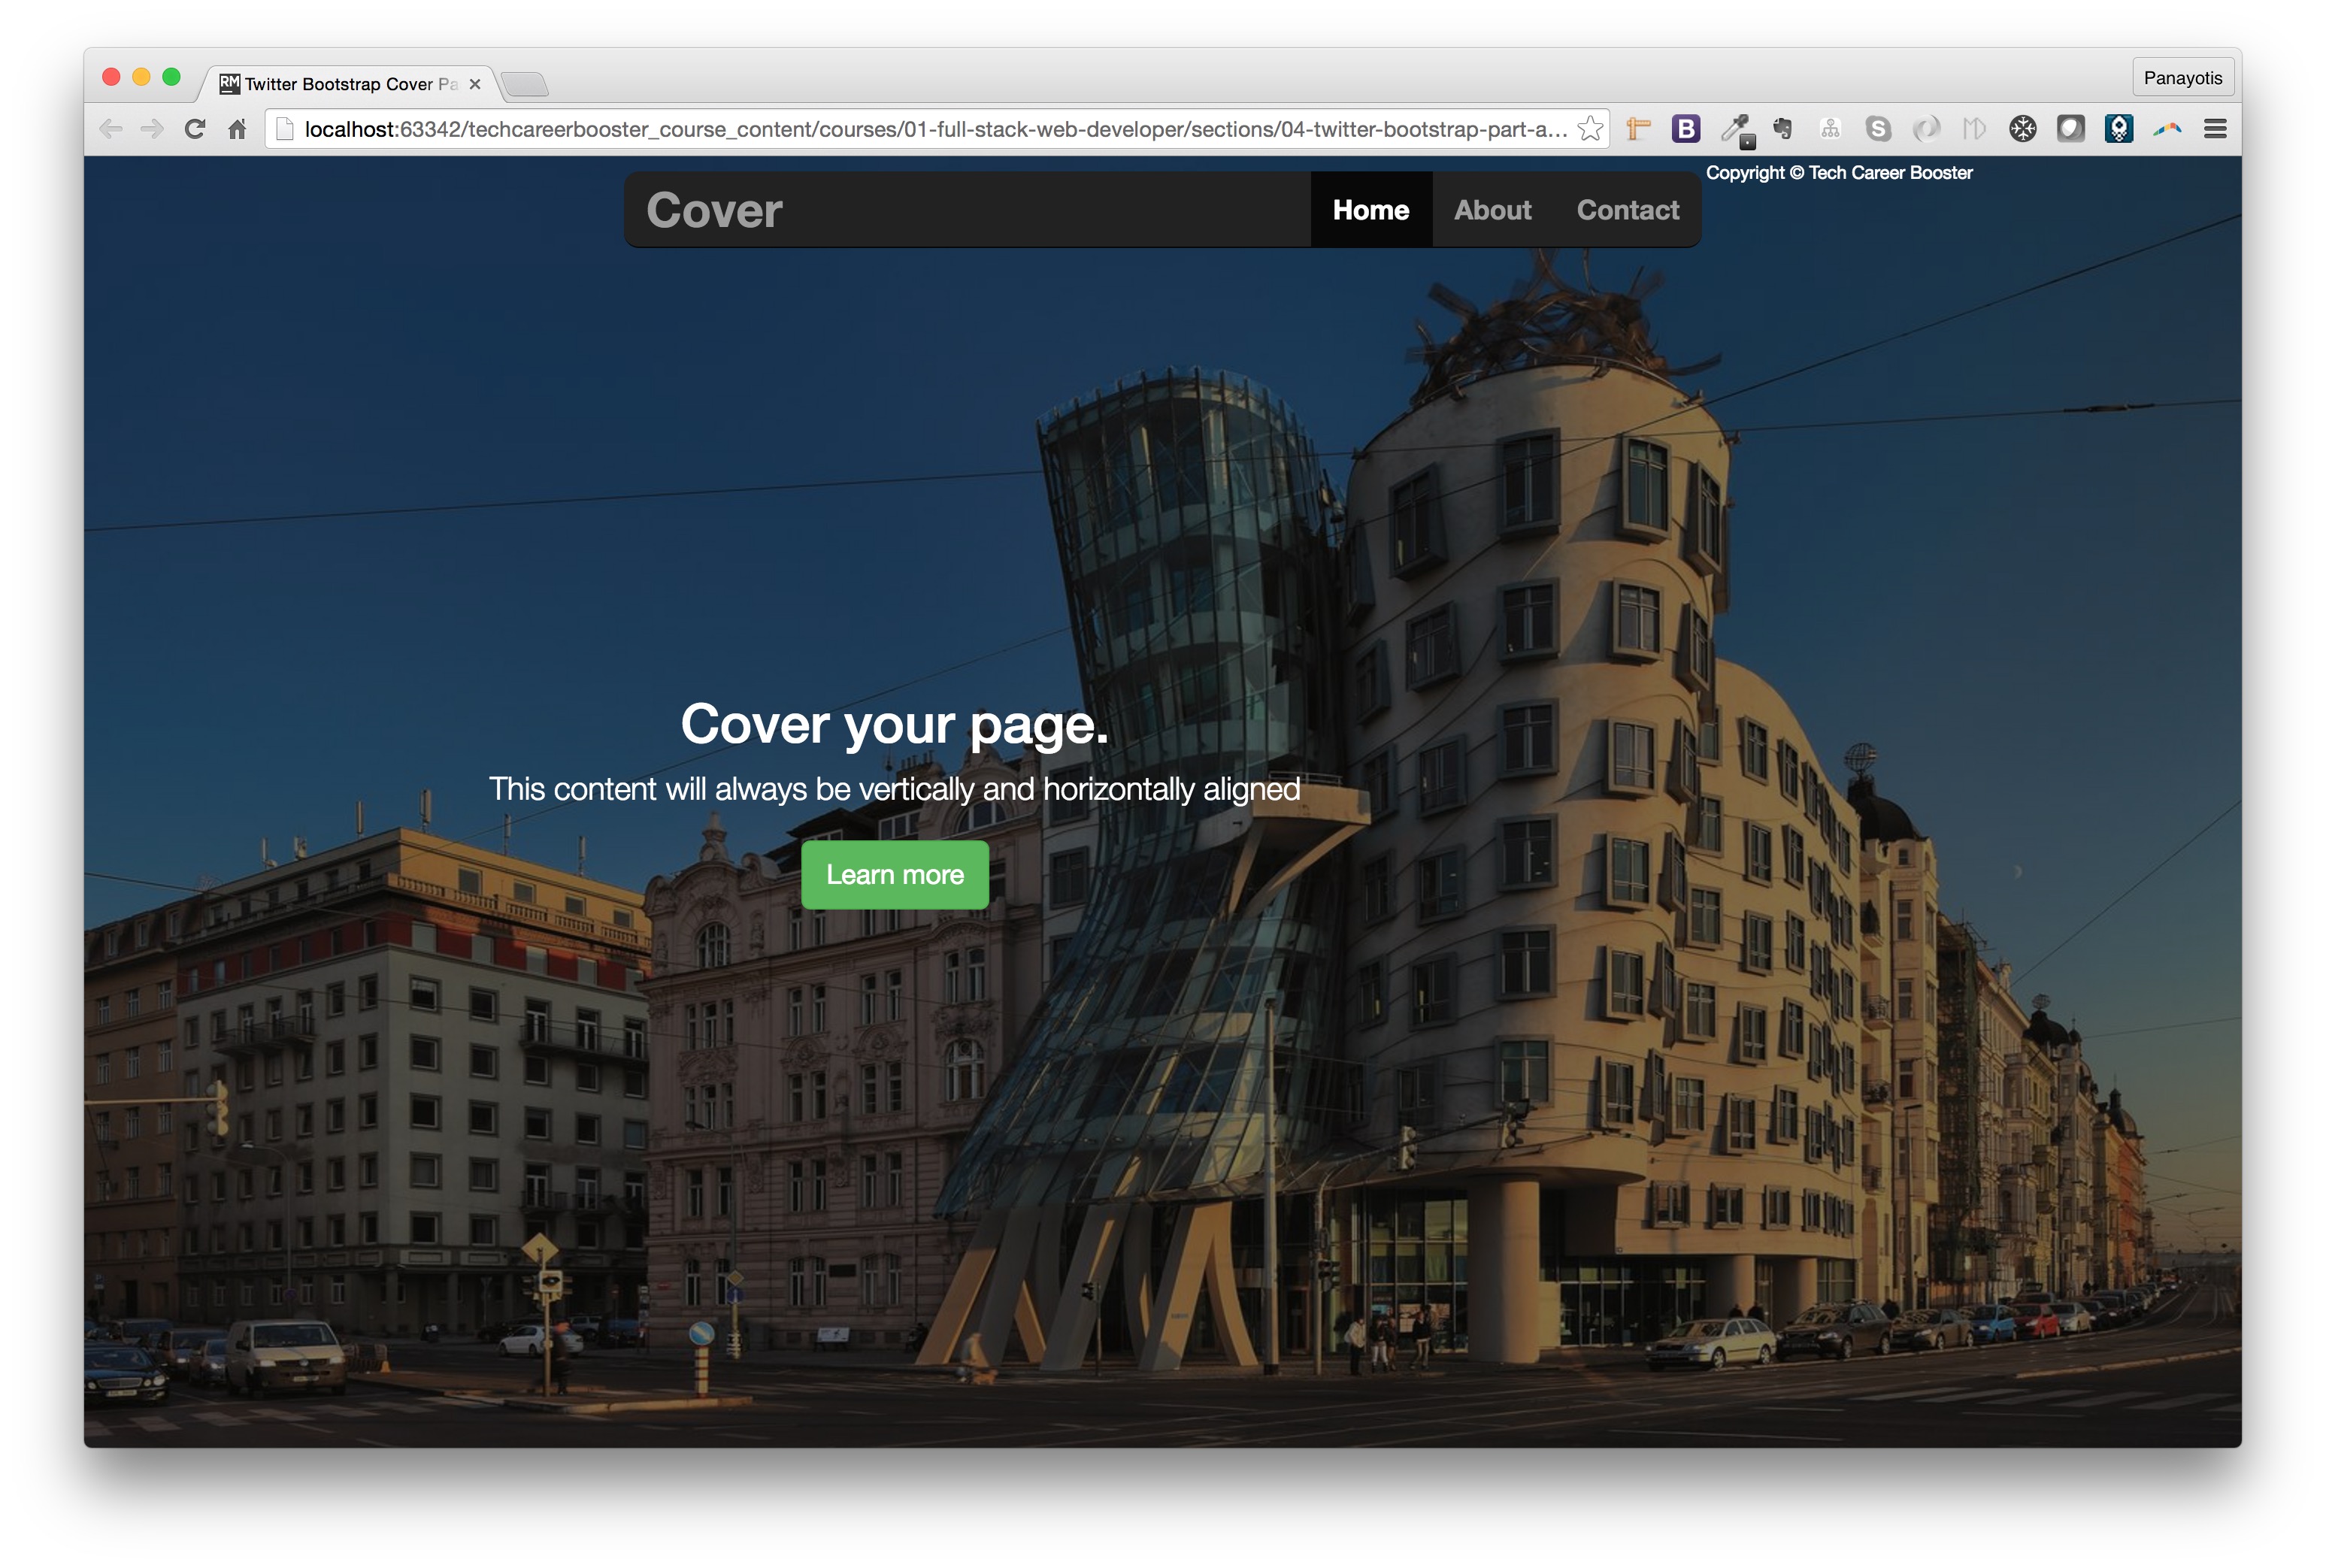 RM Twitter Bootstrap Cover Pa
Panayotis
localhost:63342/techcareerbooster_course_content/courses/01-full-stack-web-developer/sections/04-twitter-bootstrap-part-a...
Copyright © Tech Career Booster
Cover Home About Contact
Cover your page.
This content will always be vertically and horizontally aligned
Learn more